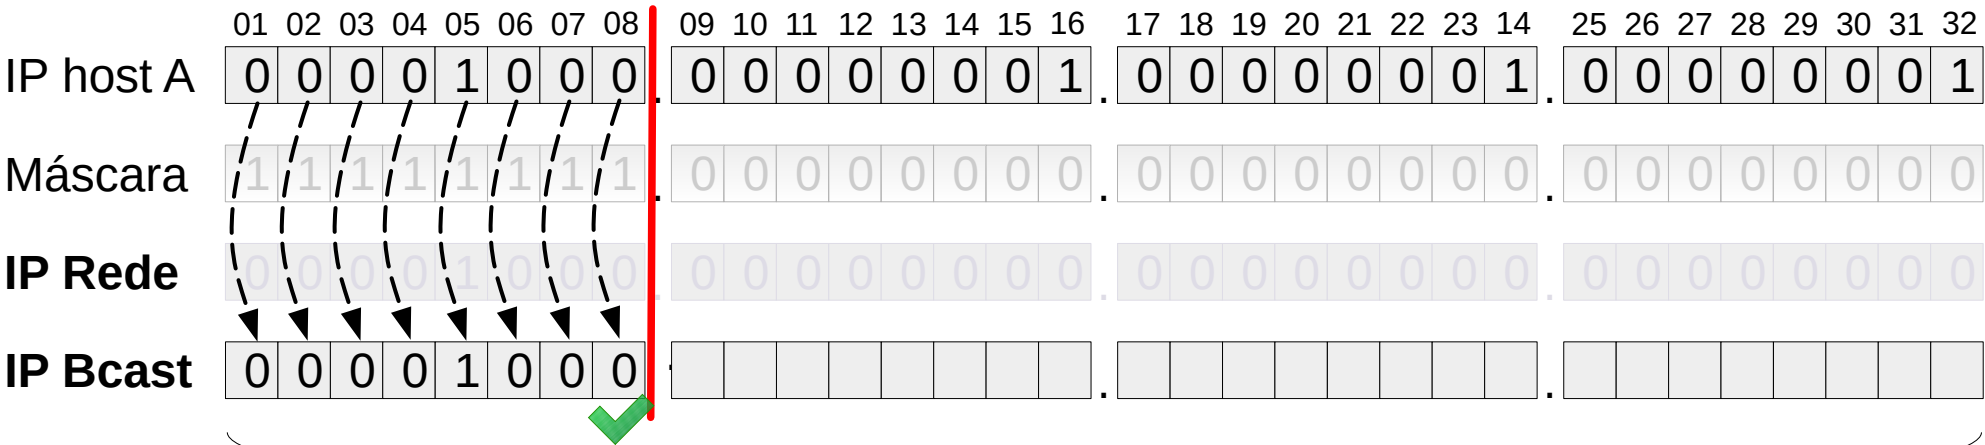 01 02 03 04 05 06 07 08 09 10 11 12 13 14 15 16 17 18 19 20 21 22 23 14 25 26 27 28 29 30 31 32
IP host A 0 0 0 0 1 0 0 0 . 0 0 0 0 0 0 0 1 . 0 0 0 0 0 0 0 1 . 0 0 0 0 0 0 0 1
Máscara 1 1 1 1 1 1 1 1 . 0 0 0 0 0 0 0 0 . 0 0 0 0 0 0 0 0 . 0 0 0 0 0 0 0 0
IP Rede 0 0 0 0 1 0 0 0 . 0 0 0 0 0 0 0 0 . 0 0 0 0 0 0 0 0 . 0 0 0 0 0 0 0 0
IP Bcast 0 0 0 0 1 0 0 0 . . .